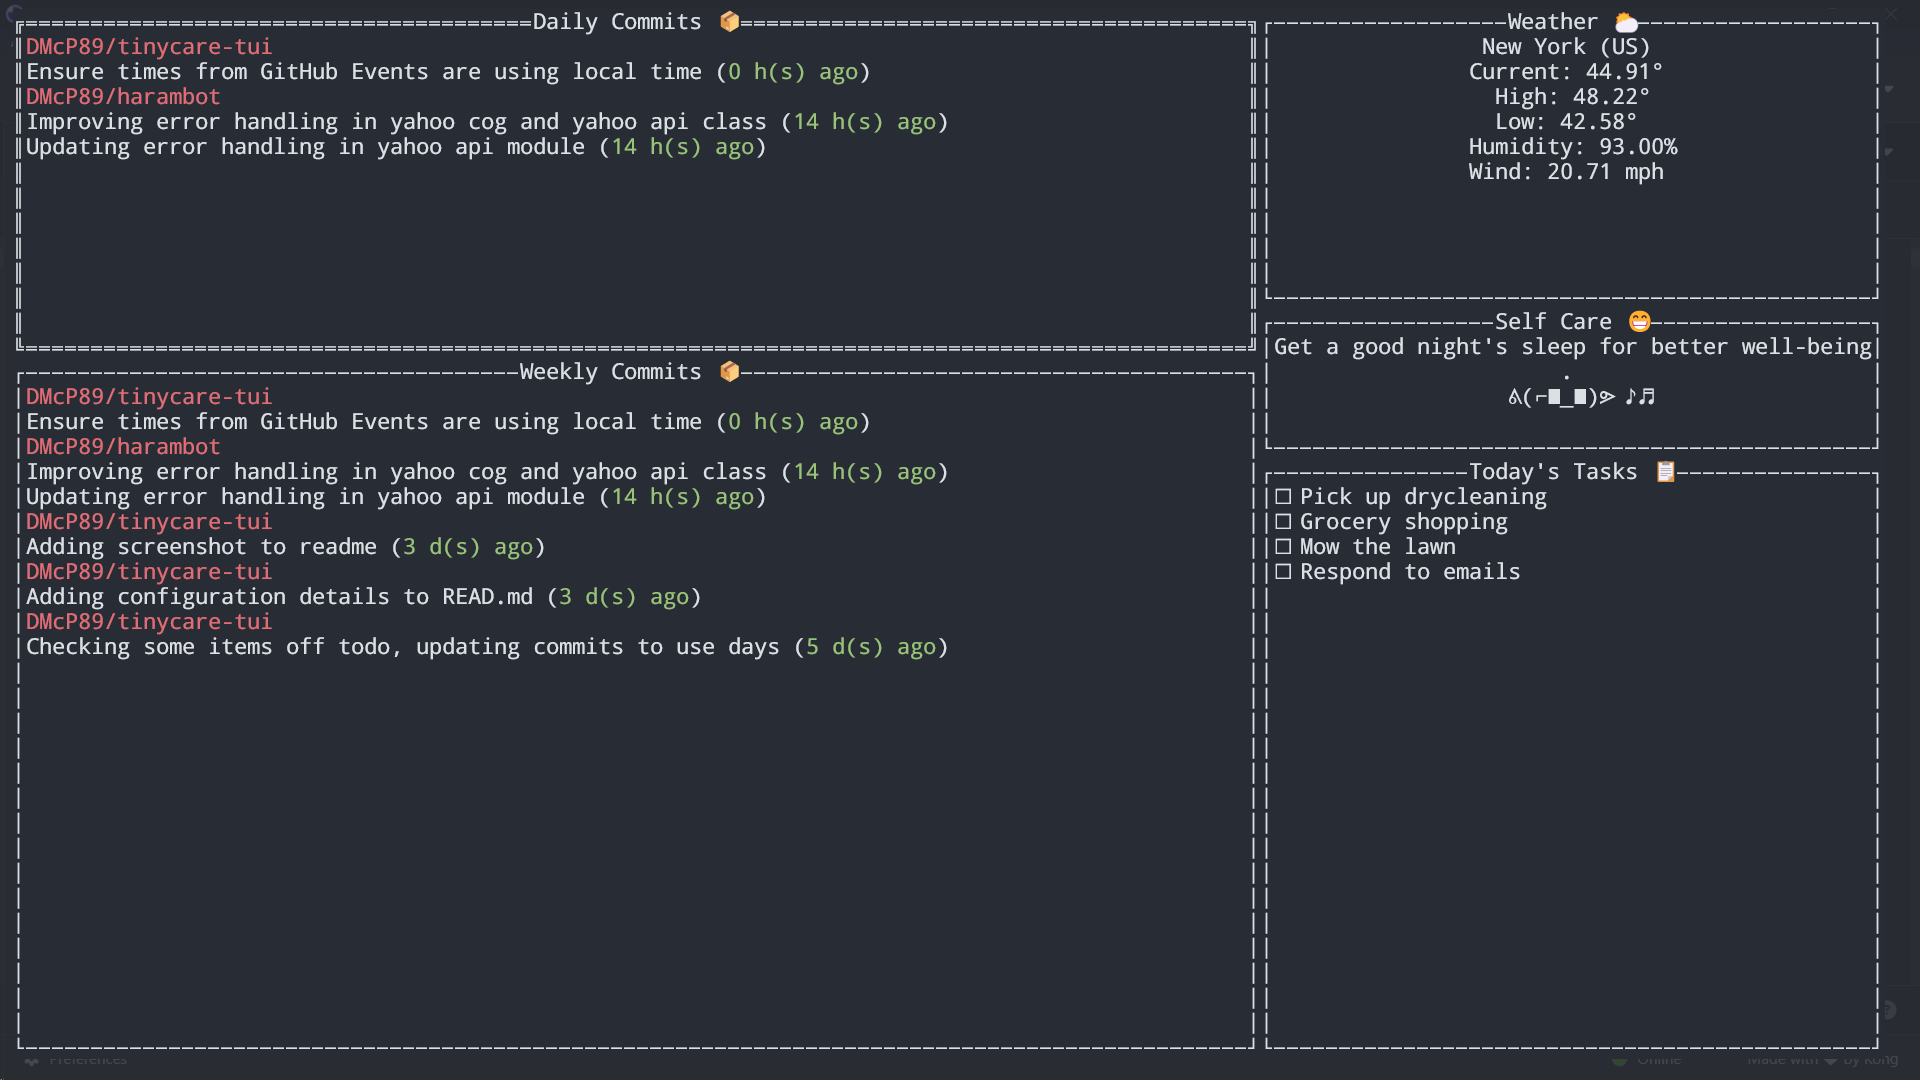 Daily Commits 📦
DMcP89/tinycare-tui
Ensure times from GitHub Events are using local time (0 h(s) ago)
DMcP89/harambot
Improving error handling in yahoo cog and yahoo api class (14 h(s) ago)
Updating error handling in yahoo api module (14 h(s) ago)
Weekly Commits 📦
DMcP89/tinycare-tui
Ensure times from GitHub Events are using local time (0 h(s) ago)
DMcP89/harambot
Improving error handling in yahoo cog and yahoo api class (14 h(s) ago)
Updating error handling in yahoo api module (14 h(s) ago)
DMcP89/tinycare-tui
Adding screenshot to readme (3 d(s) ago)
DMcP89/tinycare-tui
Adding configuration details to READ.md (3 d(s) ago)
DMcP89/tinycare-tui
Checking some items off todo, updating commits to use days (5 d(s) ago)
Weather ⛅
New York (US)
Current: 44.91°
High: 48.22°
Low: 42.58°
Humidity: 93.00%
Wind: 20.71 mph
Self Care 😁
Get a good night's sleep for better well-being
.
ᕕ(⌐■_■)ᕗ ♪♬
Today's Tasks 📋
☐ Pick up drycleaning
☐ Grocery shopping
☐ Mow the lawn
☐ Respond to emails
Preferences
Online
Made with ❤ by Kong